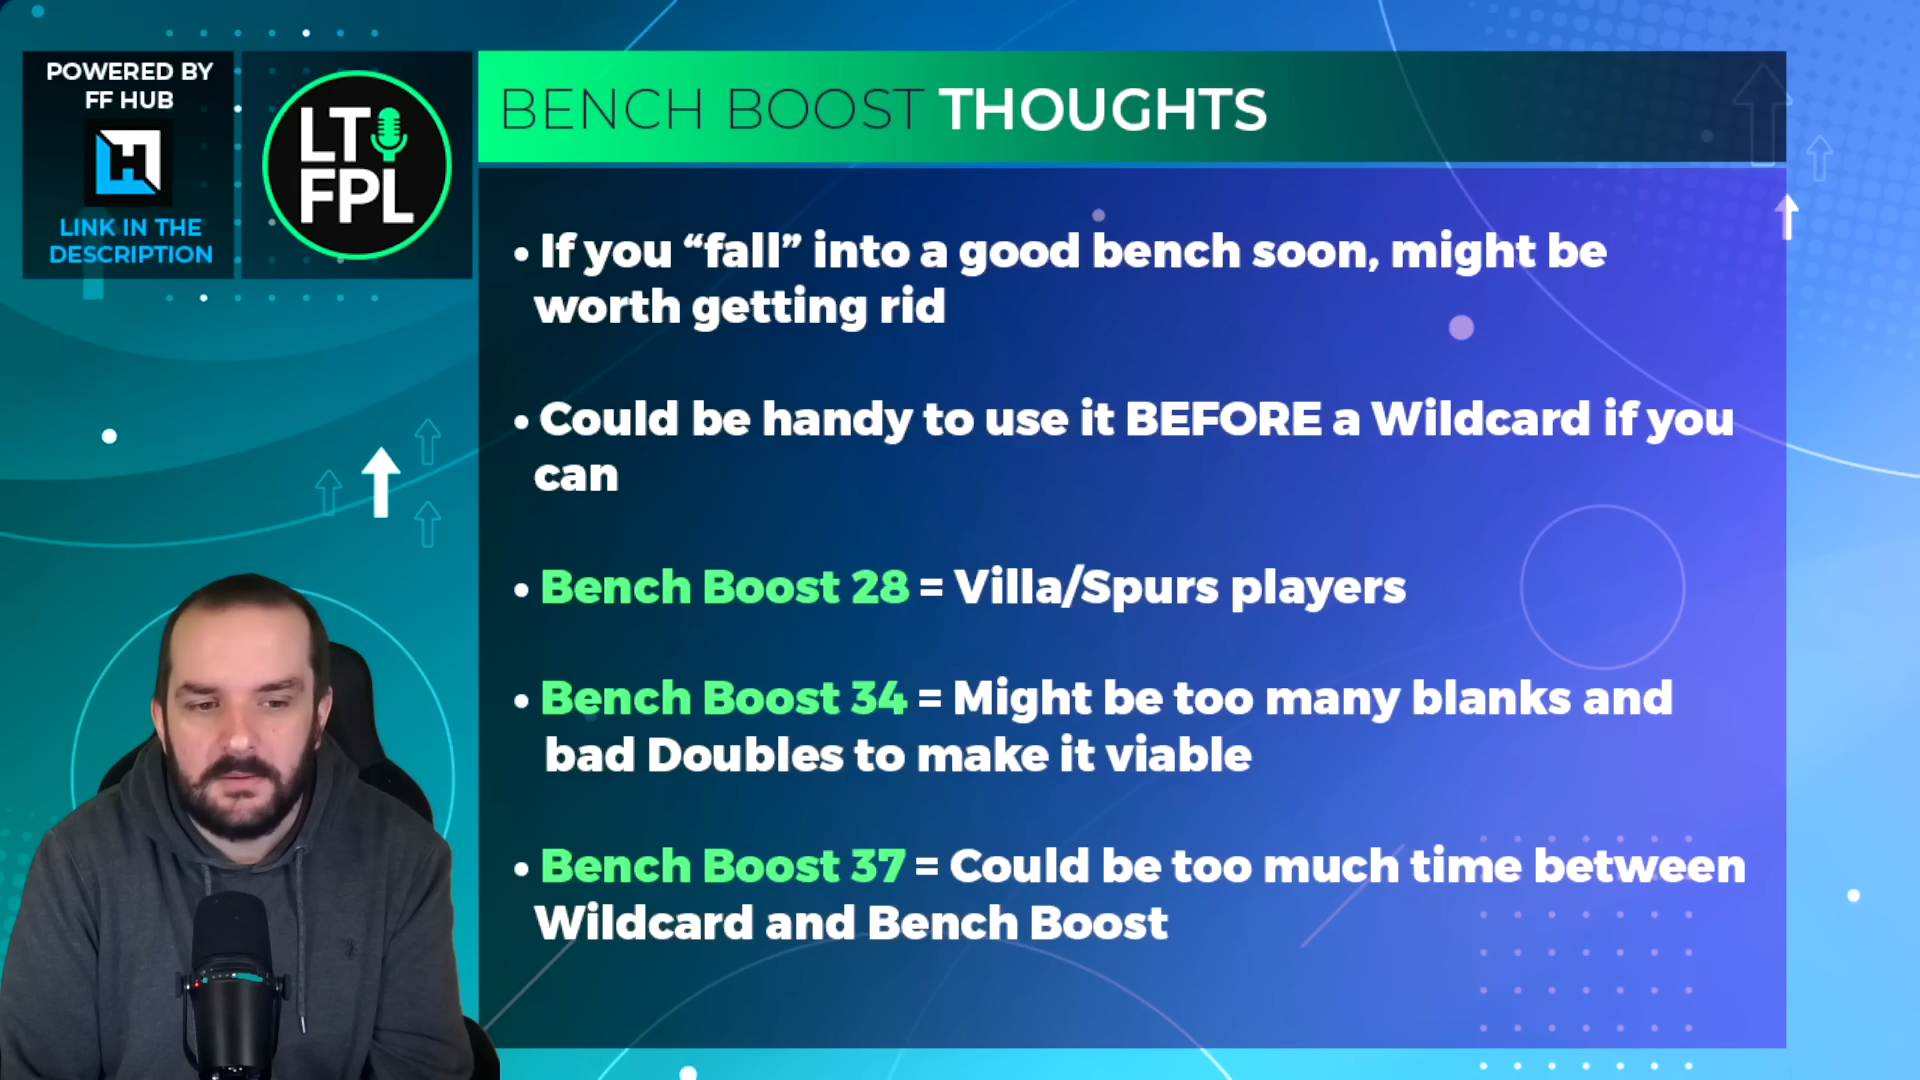 POWERED BY
FF HUB
LINK IN THE
DESCRIPTION
LT
FPL
BENCH BOOST THOUGHTS
• If you “fall” into a good bench soon, might be
worth getting rid
• Could be handy to use it BEFORE a Wildcard if you
can
• Bench Boost 28 = Villa/Spurs players
• Bench Boost 34 = Might be too many blanks and
bad Doubles to make it viable
• Bench Boost 37 = Could be too much time between
Wildcard and Bench Boost